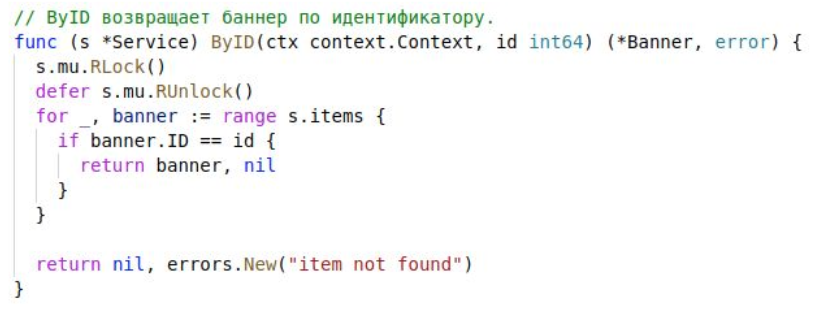 // ByID возвращает баннер по идентификатору.
func (s *Service) ByID(ctx context.Context, id int64) (*Banner, error) {
  s.mu.RLock()
  defer s.mu.RUnlock()
  for _, banner := range s.items {
    if banner.ID == id {
      return banner, nil
    }
  }

  return nil, errors.New("item not found")
}